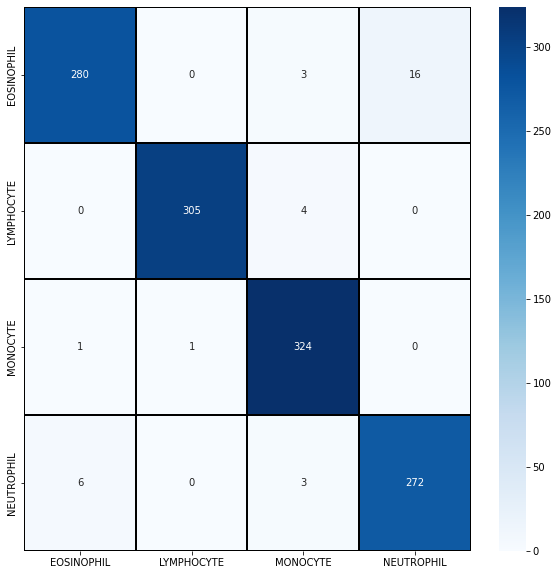 EOSINOPHIL 280 0 3 16
LYMPHOCYTE 0 305 4 0
MONOCYTE 1 1 324 0
NEUTROPHIL 6 0 3 272
EOSINOPHIL LYMPHOCYTE MONOCYTE NEUTROPHIL
300
250
200
150
100
50
0